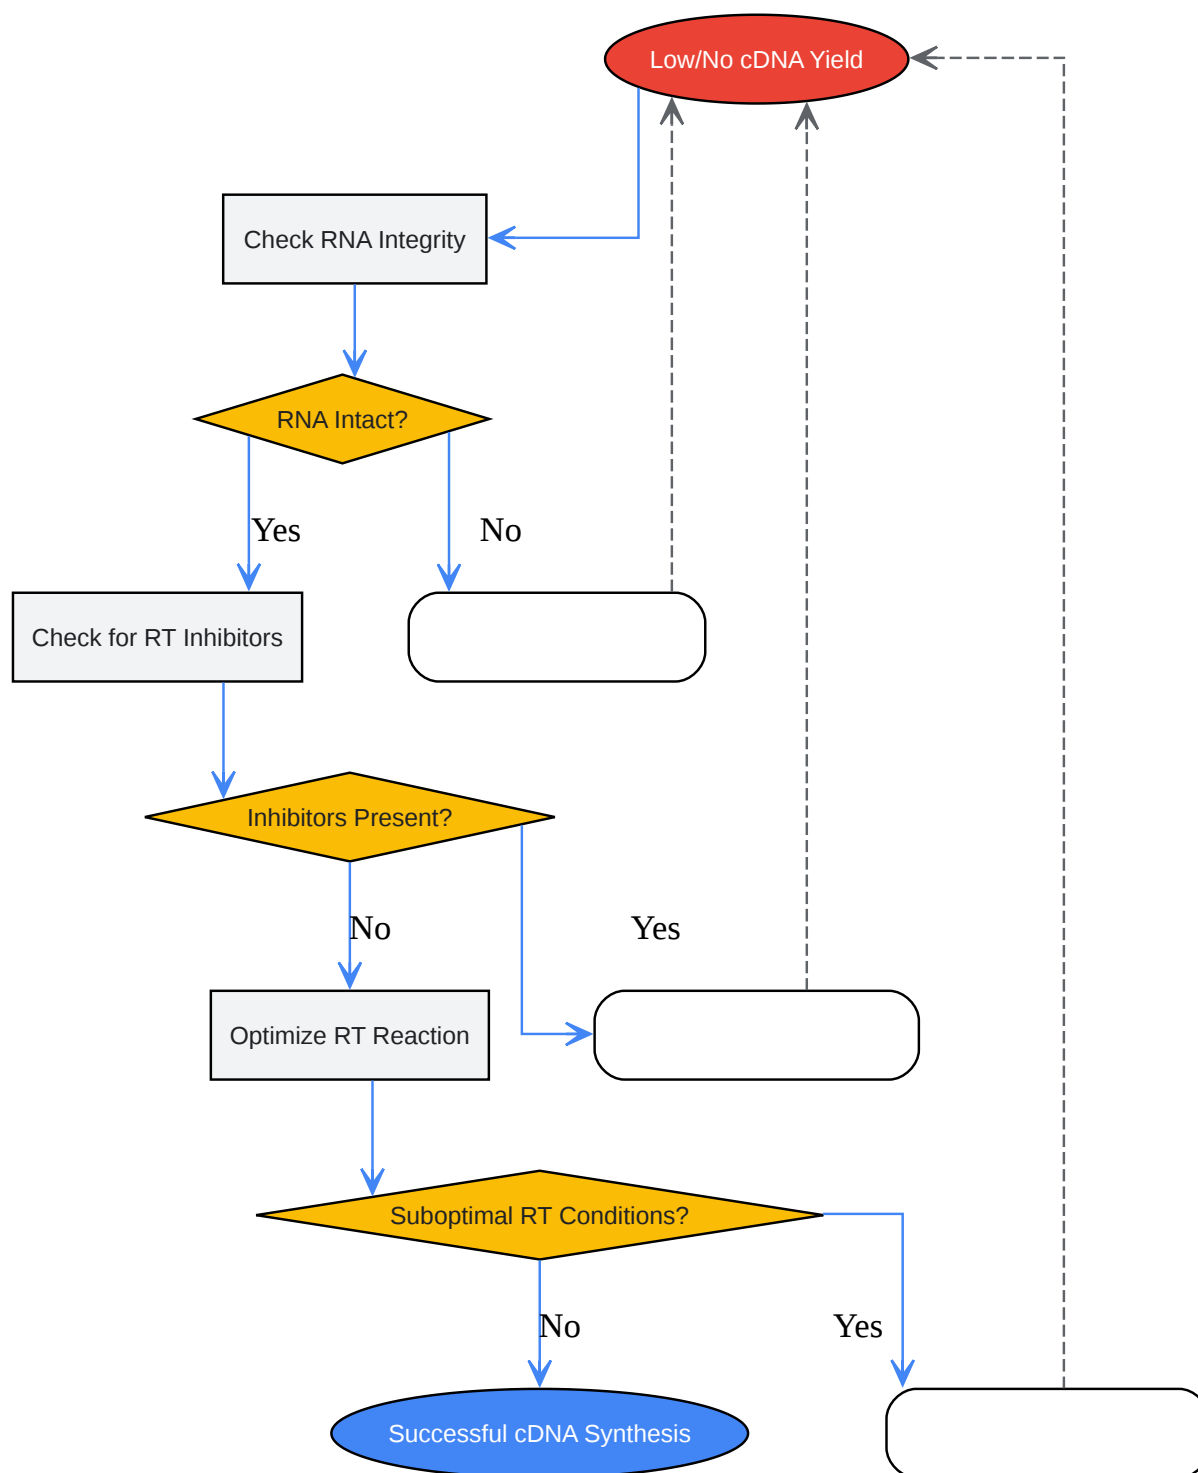 Low/No cDNA Yield
Check RNA Integrity
RNA Intact?
Yes
No
Check for RT Inhibitors
Inhibitors Present?
No
Yes
Optimize RT Reaction
Suboptimal RT Conditions?
No
Yes
Successful cDNA Synthesis